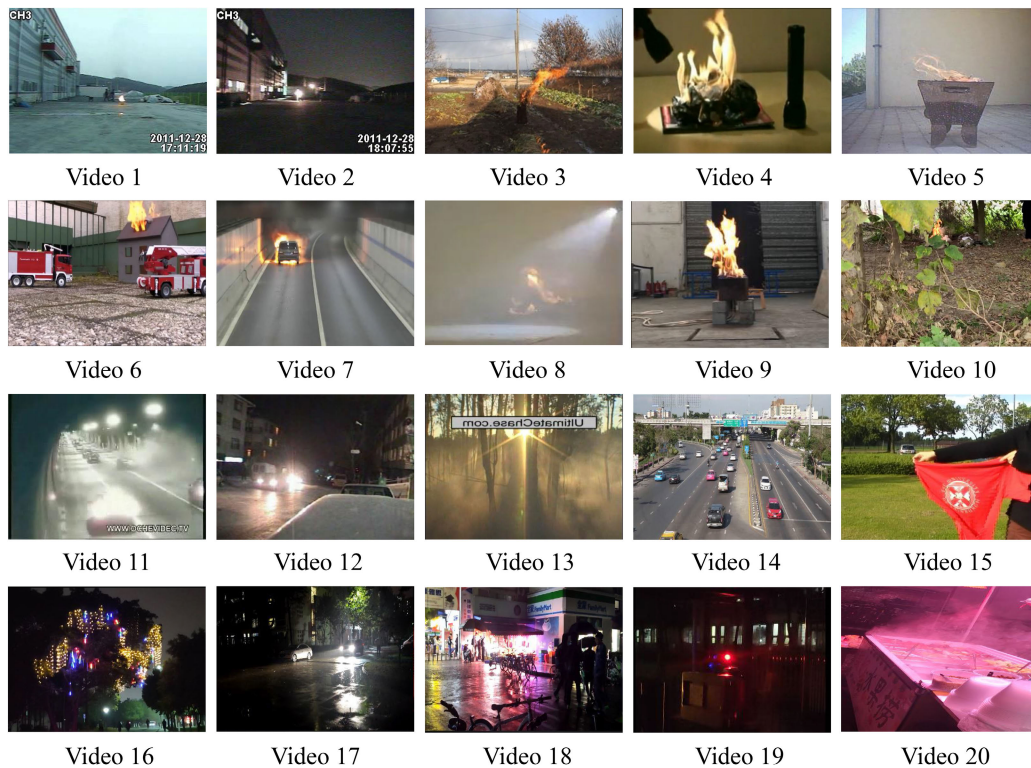 CH3
2011-12-28
17:11:19
CH3
2011-12-28
18:07:55
Video 1
Video 2
Video 3
Video 4
Video 5
Video 6
Video 7
Video 8
Video 9
Video 10
WWW.OCHEVIDEC.TV
UltimateChase.com
Video 11
Video 12
Video 13
Video 14
Video 15
FamilyMart
Video 16
Video 17
Video 18
Video 19
Video 20